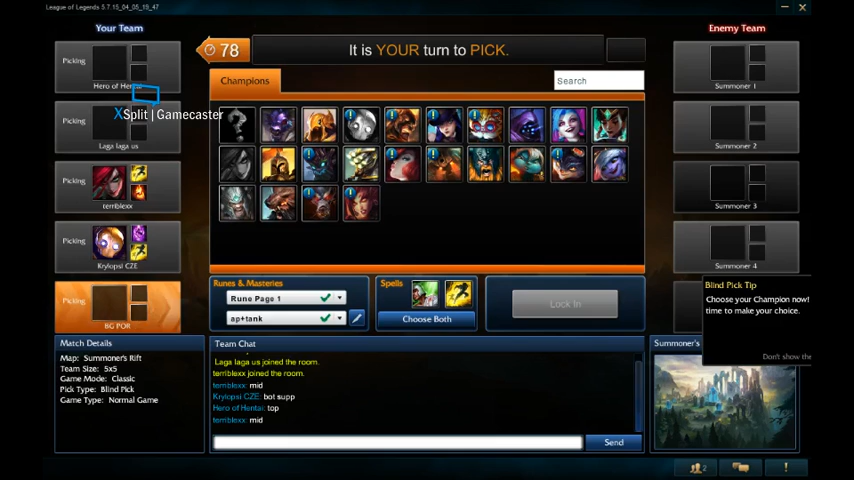 League of Legends 5.7.15_04_05_19_47
Your Team
78
It is YOUR turn to PICK.
Enemy Team
Champions
Search
Picking
Hero of Hentai
XSplit | Gamecaster
Picking
Laga laga us
Picking
terriblexx
Picking
Krylopsi CZE
Picking
BG POR
Summoner 1
Summoner 2
Summoner 3
Summoner 4
Blind Pick Tip
Choose your Champion now!
time to make your choice.
Don't show the
Runes & Masteries
Rune Page 1
ap+tank
Spells
Choose Both
Lock In
Match Details
Map: Summoner's Rift
Team Size: 5x5
Game Mode: Classic
Pick Type: Blind Pick
Game Type: Normal Game
Team Chat
Laga laga us joined the room.
terriblexx joined the room.
terriblexx: mid
Krylopsi CZE: bot supp
Hero of Hentai: top
terriblexx: mid
Send
Summoner's
2